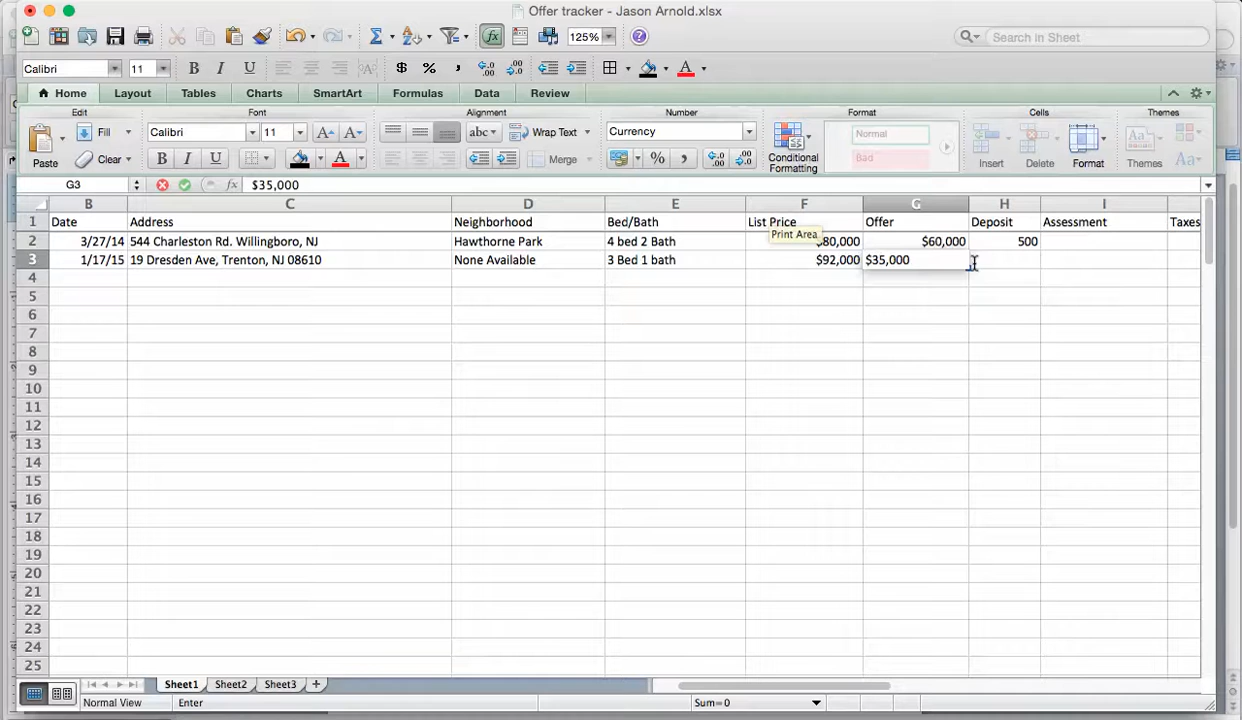 Offer tracker - Jason Arnold.xlsx
125%
Search in Sheet
Calibri 11 B I U $ % ,
Home Layout Tables Charts SmartArt Formulas Data Review
Edit Font Alignment Number Format Cells Themes
Paste Fill Calibri 11 abc Wrap Text Currency Conditional Formatting Normal Insert Delete Format Themes Aa
Clear B I U Merge % , Bad Aa
G3 fx $35,000
B C D E F G H I
1 Date Address Neighborhood Bed/Bath List Price Offer Deposit Assessment Taxes
Print Area
2 3/27/14 544 Charleston Rd. Willingboro, NJ Hawthorne Park 4 bed 2 Bath $80,000 $60,000 500
3 1/17/15 19 Dresden Ave, Trenton, NJ 08610 None Available 3 Bed 1 bath $92,000 $35,000
4
5
6
7
8
9
10
11
12
13
14
15
16
17
18
19
20
21
22
23
24
25
Sheet1 Sheet2 Sheet3
Normal View Enter Sum=0